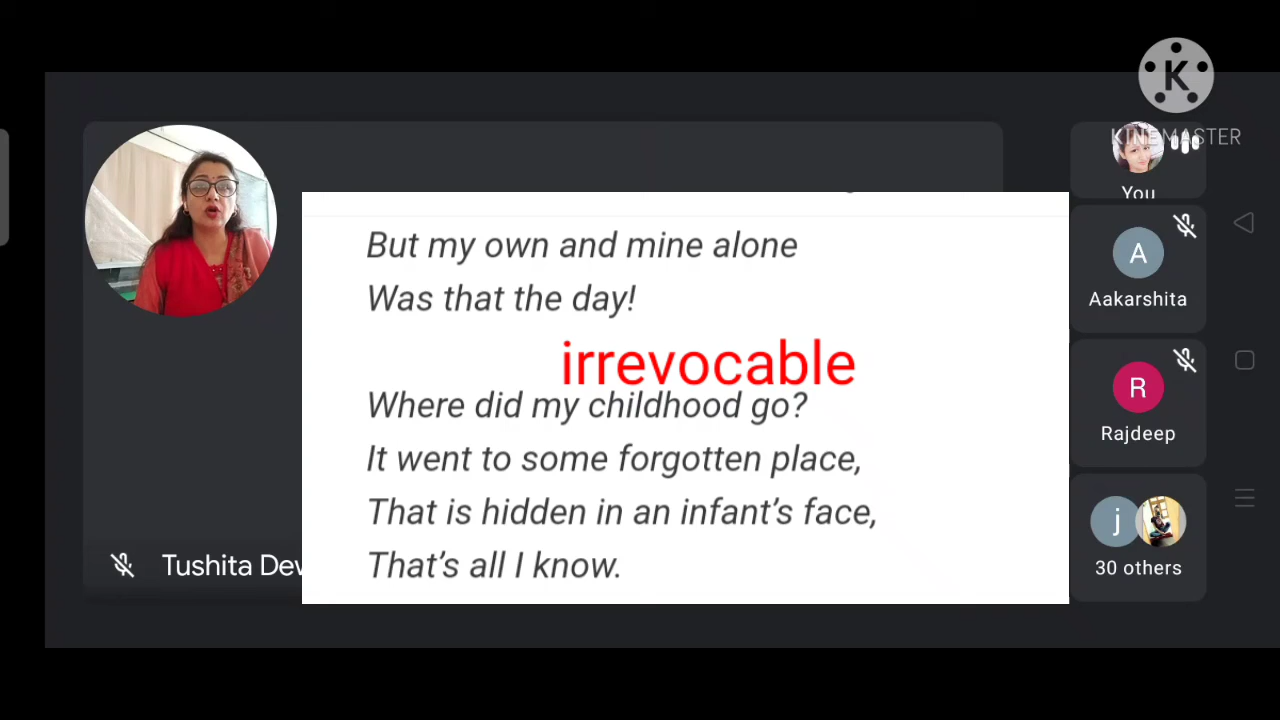 KINEMASTER
You
But my own and mine alone
Was that the day!
irrevocable
Where did my childhood go?
It went to some forgotten place,
That is hidden in an infant's face,
That's all I know.
A
Aakarshita
R
Rajdeep
j
30 others
Tushita Dev